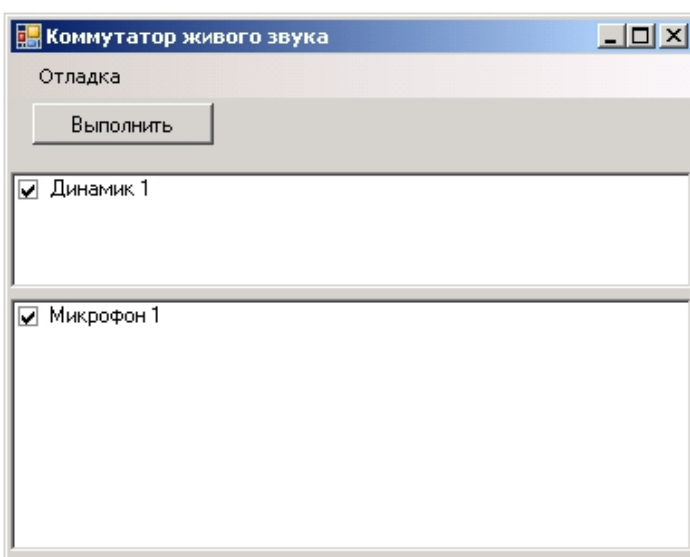 Коммутатор живого звука
Отладка
Выполнить
Динамик 1
Микрофон 1